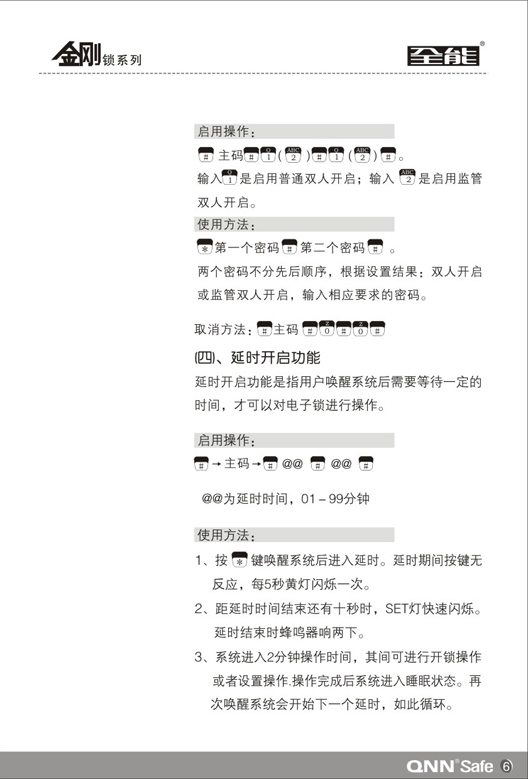 金刚锁系列
全能®
启用操作：
# 主码 # Q 1 ( ABC 2 ) # Q 1 ( ABC 2 ) # 。
输入 Q 1 是启用普通双人开启；输入 ABC 2 是启用监管
双人开启。
使用方法：
* 第一个密码 # 第二个密码 # 。
两个密码不分先后顺序，根据设置结果：双人开启
或监管双人开启，输入相应要求的密码。
取消方法： # 主码 # Z 0 # Z 0 #
(四)、延时开启功能
延时开启功能是指用户唤醒系统后需要等待一定的
时间，才可以对电子锁进行操作。
启用操作：
# →主码→ # @@ # @@ #
@@为延时时间，01－99分钟
使用方法：
1、按 * 键唤醒系统后进入延时。延时期间按键无
反应，每5秒黄灯闪烁一次。
2、距延时时间结束还有十秒时，SET灯快速闪烁。
延时结束时蜂鸣器响两下。
3、系统进入2分钟操作时间，其间可进行开锁操作
或者设置操作.操作完成后系统进入睡眠状态。再
次唤醒系统会开始下一个延时，如此循环。
QNN®Safe 6